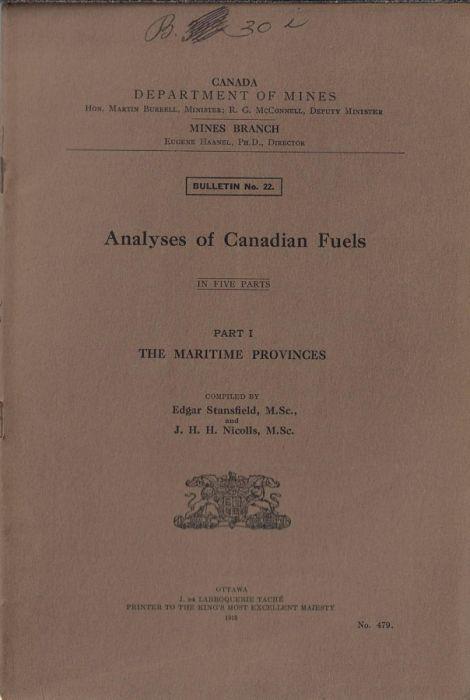 B. 30 i
CANADA
DEPARTMENT OF MINES
HON. MARTIN BURRELL, MINISTER; R. G. MCCONNELL, DEPUTY MINISTER
MINES BRANCH
EUGENE HAANEL, PH.D., DIRECTOR
BULLETIN No. 22.
Analyses of Canadian Fuels
IN FIVE PARTS
PART I
THE MARITIME PROVINCES
COMPILED BY
Edgar Stansfield, M.Sc.,
and
J. H. H. Nicolls, M.Sc.
OTTAWA
J. DE LABROQUERIE TACHÉ
PRINTER TO THE KING'S MOST EXCELLENT MAJESTY
1918
No. 479.